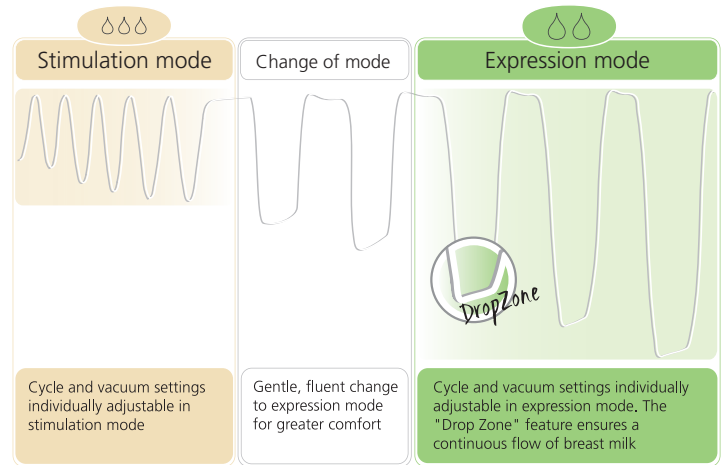 Stimulation mode
Change of mode
Expression mode
DropZone
Cycle and vacuum settings
individually adjustable in
stimulation mode
Gentle, fluent change
to expression mode
for greater comfort
Cycle and vacuum settings individually
adjustable in expression mode. The
"Drop Zone" feature ensures a
continuous flow of breast milk